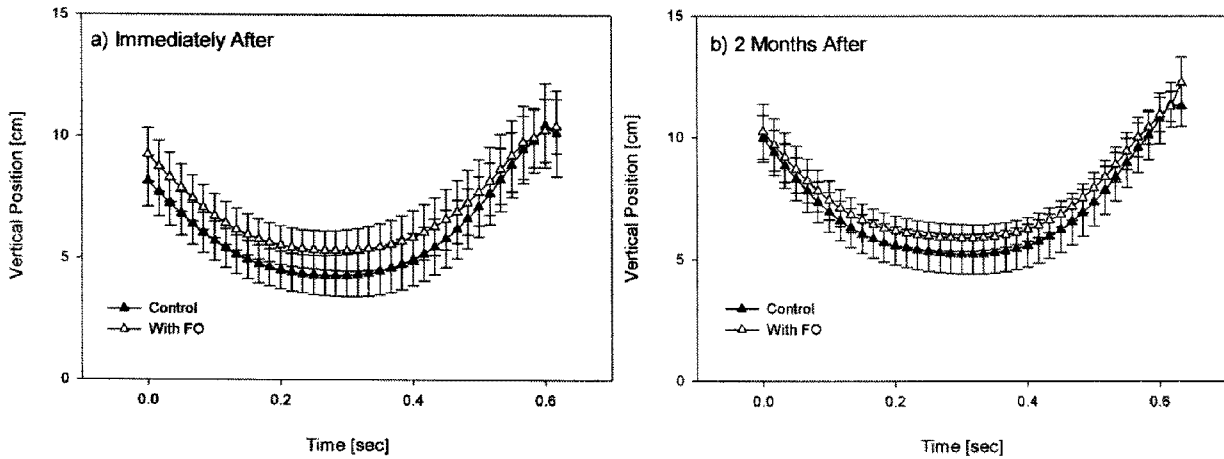 a) Immediately After
15
10
5
0
Vertical Position [cm]
Control
With FO
0.0
0.2
0.4
0.6
Time [sec]
b) 2 Months After
15
10
5
0
Vertical Position [cm]
Control
With FO
0.0
0.2
0.4
0.6
Time [sec]